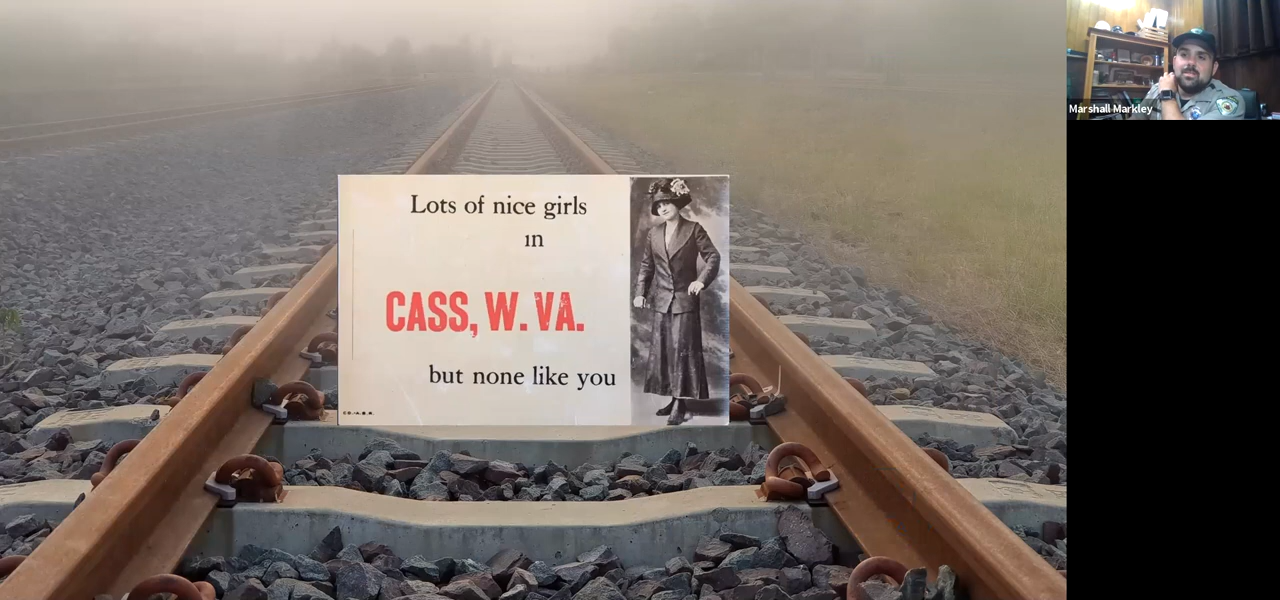 Lots of nice girls
in
CASS, W. VA.
but none like you
Marshall Markley